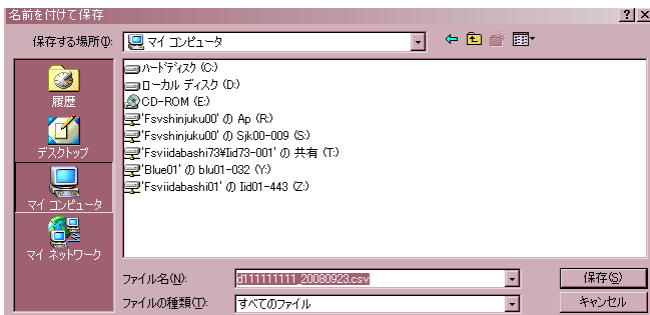 名前を付けて保存
保存する場所(I):
マイ コンピュータ
ハードディスク (C:)
ローカル ディスク (D:)
CD-ROM (E:)
'Fsvshinjuku00' の Ap (R:)
'Fsvshinjuku00' の Sjk00-009 (S:)
'Fsviidabashi73¥Iid73-001' の 共有 (T:)
'Blue01' の blu01-032 (Y:)
'Fsviidabashi01' の Iid01-443 (Z:)
履歴
デスクトップ
マイ コンピュータ
マイ ネットワーク
ファイル名(N):
d111111111_20080923.csv
保存(S)
ファイルの種類(T):
すべてのファイル
キャンセル